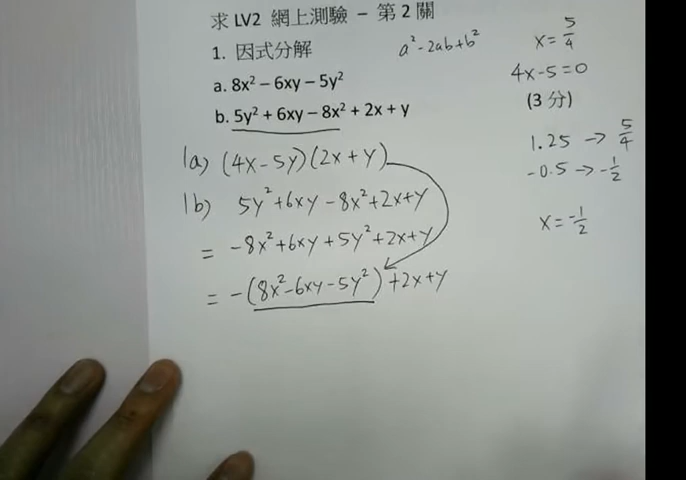 求 LV2 網上測驗 – 第 2 關
1. 因式分解
a² - 2ab + b²
x = 5/4
a. 8x² – 6xy – 5y²
4x - 5 = 0
b. 5y² + 6xy – 8x² + 2x + y
(3 分)
1a) (4x - 5y)(2x + y)
1.25 → 5/4
-0.5 → -1/2
1b) 5y² + 6xy - 8x² + 2x + y
x = -1/2
= -8x² + 6xy + 5y² + 2x + y
= -(8x² - 6xy - 5y²) + 2x + y